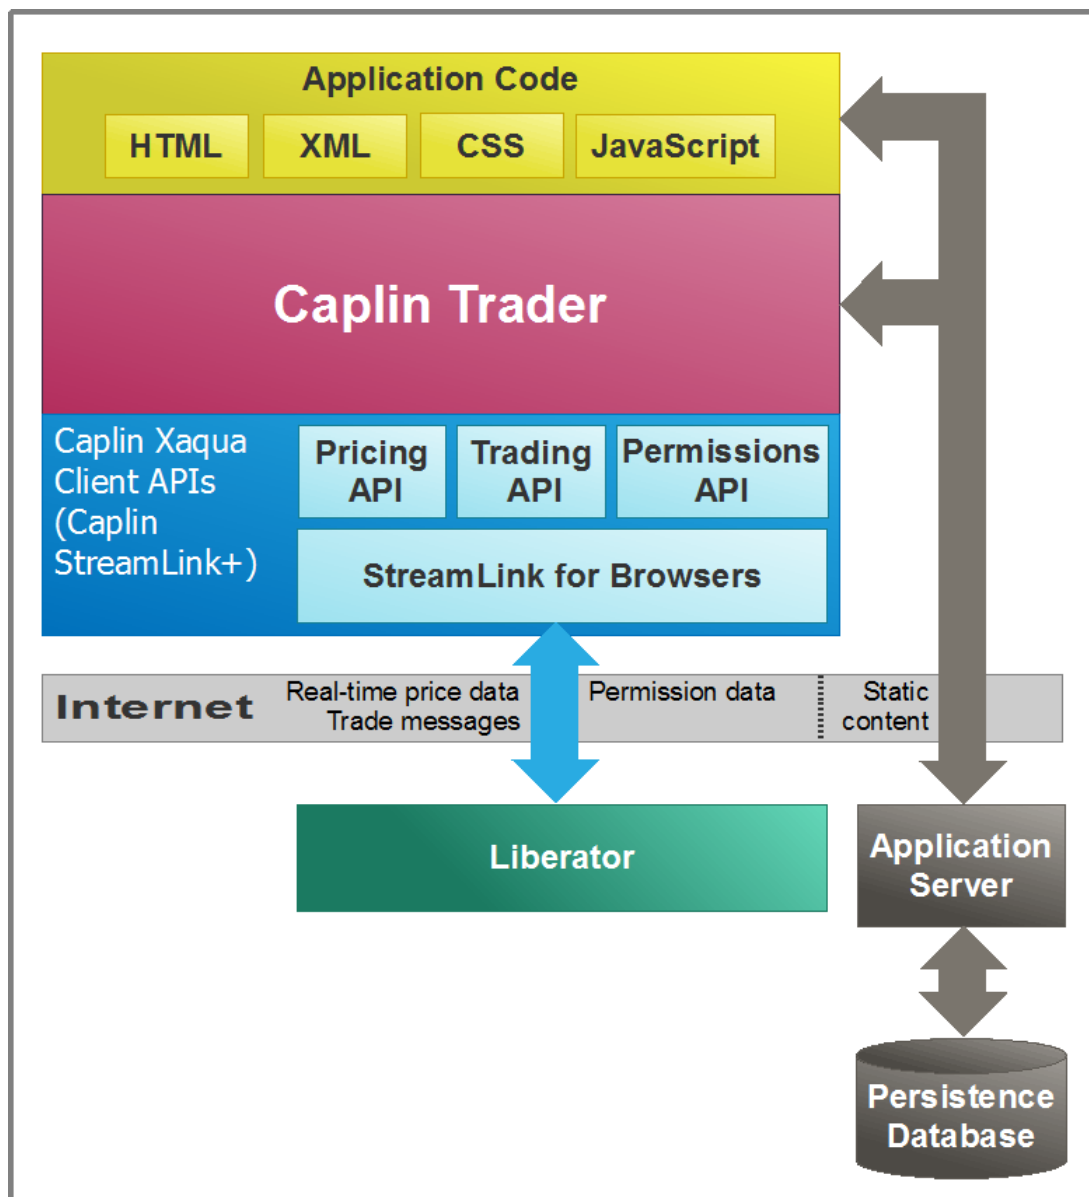 Application Code
HTML
XML
CSS
JavaScript
Caplin Trader
Caplin Xaqua
Client APIs
(Caplin
StreamLink+)
Pricing
API
Trading
API
Permissions
API
StreamLink for Browsers
Internet
Real-time price data
Trade messages
Permission data
Static
content
Liberator
Application
Server
Persistence
Database